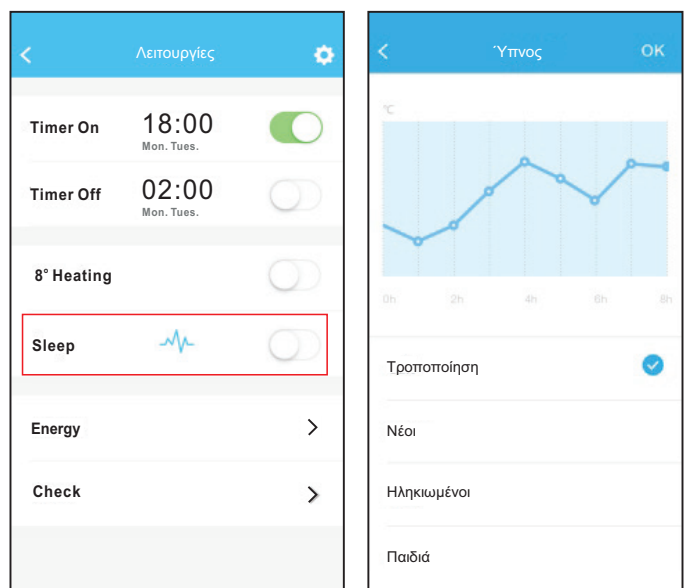 Λειτουργίες
Timer On 18:00
Mon. Tues.
Timer Off 02:00
Mon. Tues.
8° Heating
Sleep
Energy
Check
Ύπνος OK
°C
0h 2h 4h 6h 8h
Τροποποίηση
Νέοι
Ηληκιωμένοι
Παιδιά